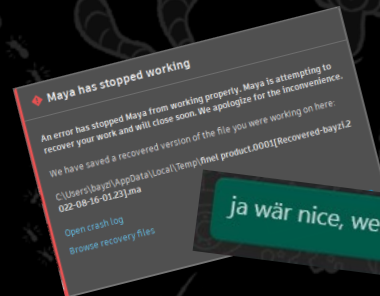 Maya has stopped working
An error has stopped Maya from working properly. Maya is attempting to
recover your work and will close soon. We apologize for the inconvenience.
We have saved a recovered version of the file you were working on here:
C:\Users\bayzi\AppData\Local\Temp\finel product.0001[Recovered-bayzi.2
022-08-16-01.23].ma
Open crash log
Browse recovery files
ja wär nice, we